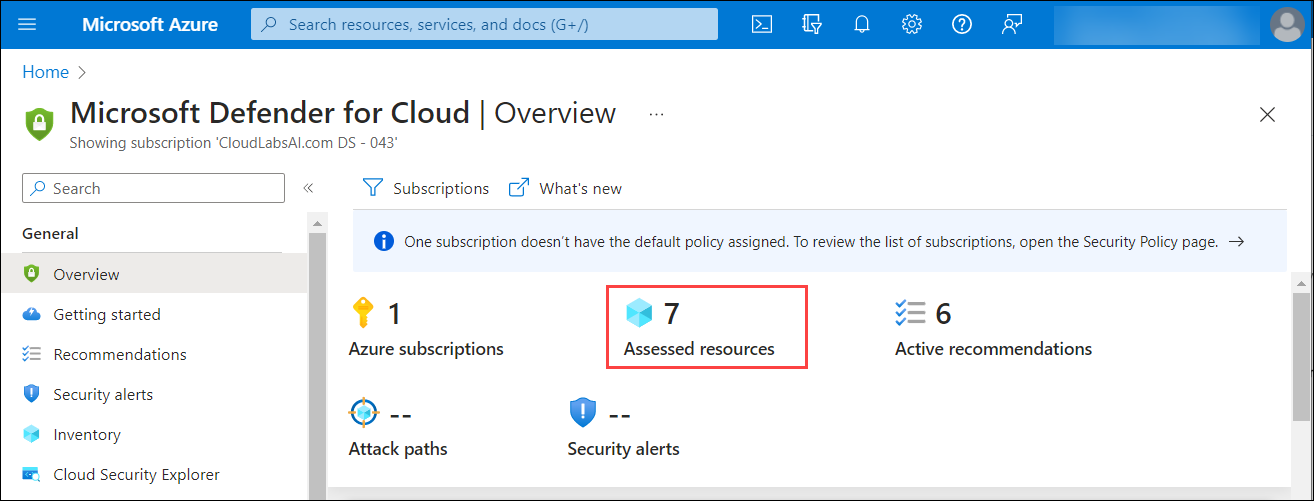 Microsoft Azure
Search resources, services, and docs (G+/)
Home
Microsoft Defender for Cloud | Overview ...
Showing subscription 'CloudLabsAI.com DS - 043'
Search
Subscriptions
What's new
One subscription doesn't have the default policy assigned. To review the list of subscriptions, open the Security Policy page. →
General
Overview
Getting started
Recommendations
Security alerts
Inventory
Cloud Security Explorer
1
Azure subscriptions
7
Assessed resources
6
Active recommendations
--
Attack paths
--
Security alerts